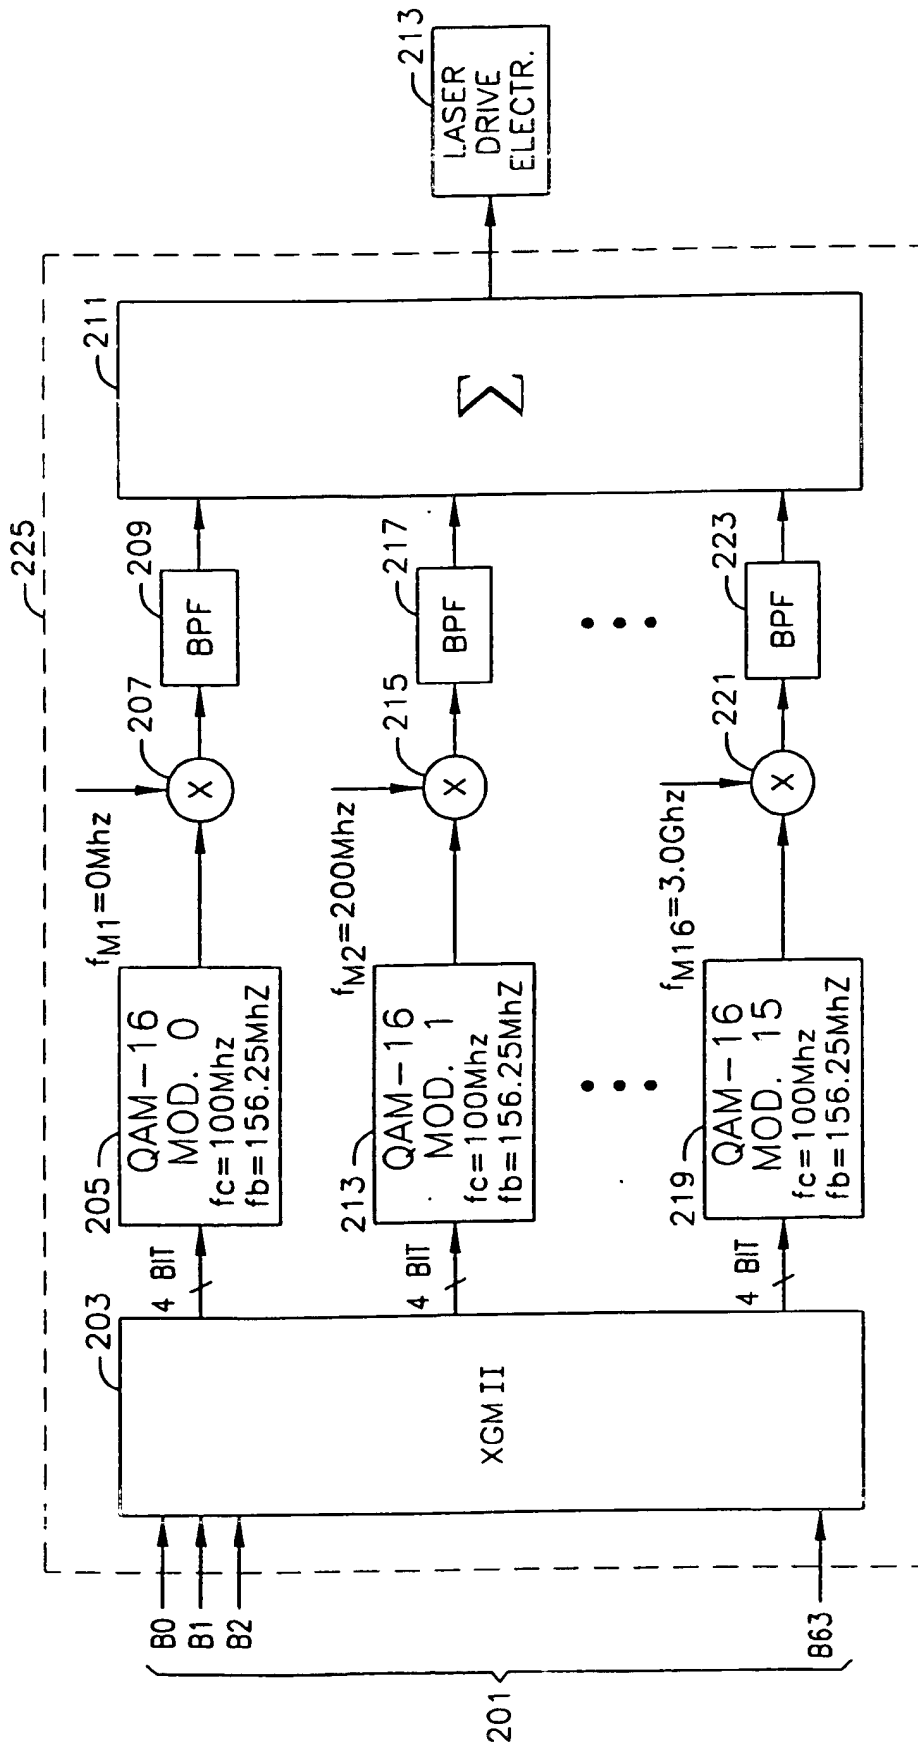 225
201
B0
B1
B2
B63
203
XGM II
4 BIT
4 BIT
4 BIT
205
QAM-16
MOD. 0
fc=100Mhz
fb=156.25MhZ
213
QAM-16
MOD. 1
fc=100Mhz
fb=156.25MhZ
219
QAM-16
MOD. 15
fc=100Mhz
fb=156.25MhZ
fM1=0Mhz
207
X
fM2=200Mhz
215
X
fM16=3.0Ghz
221
X
209
BPF
217
BPF
223
BPF
211
Σ
213
LASER
DRIVE
ELECTR.